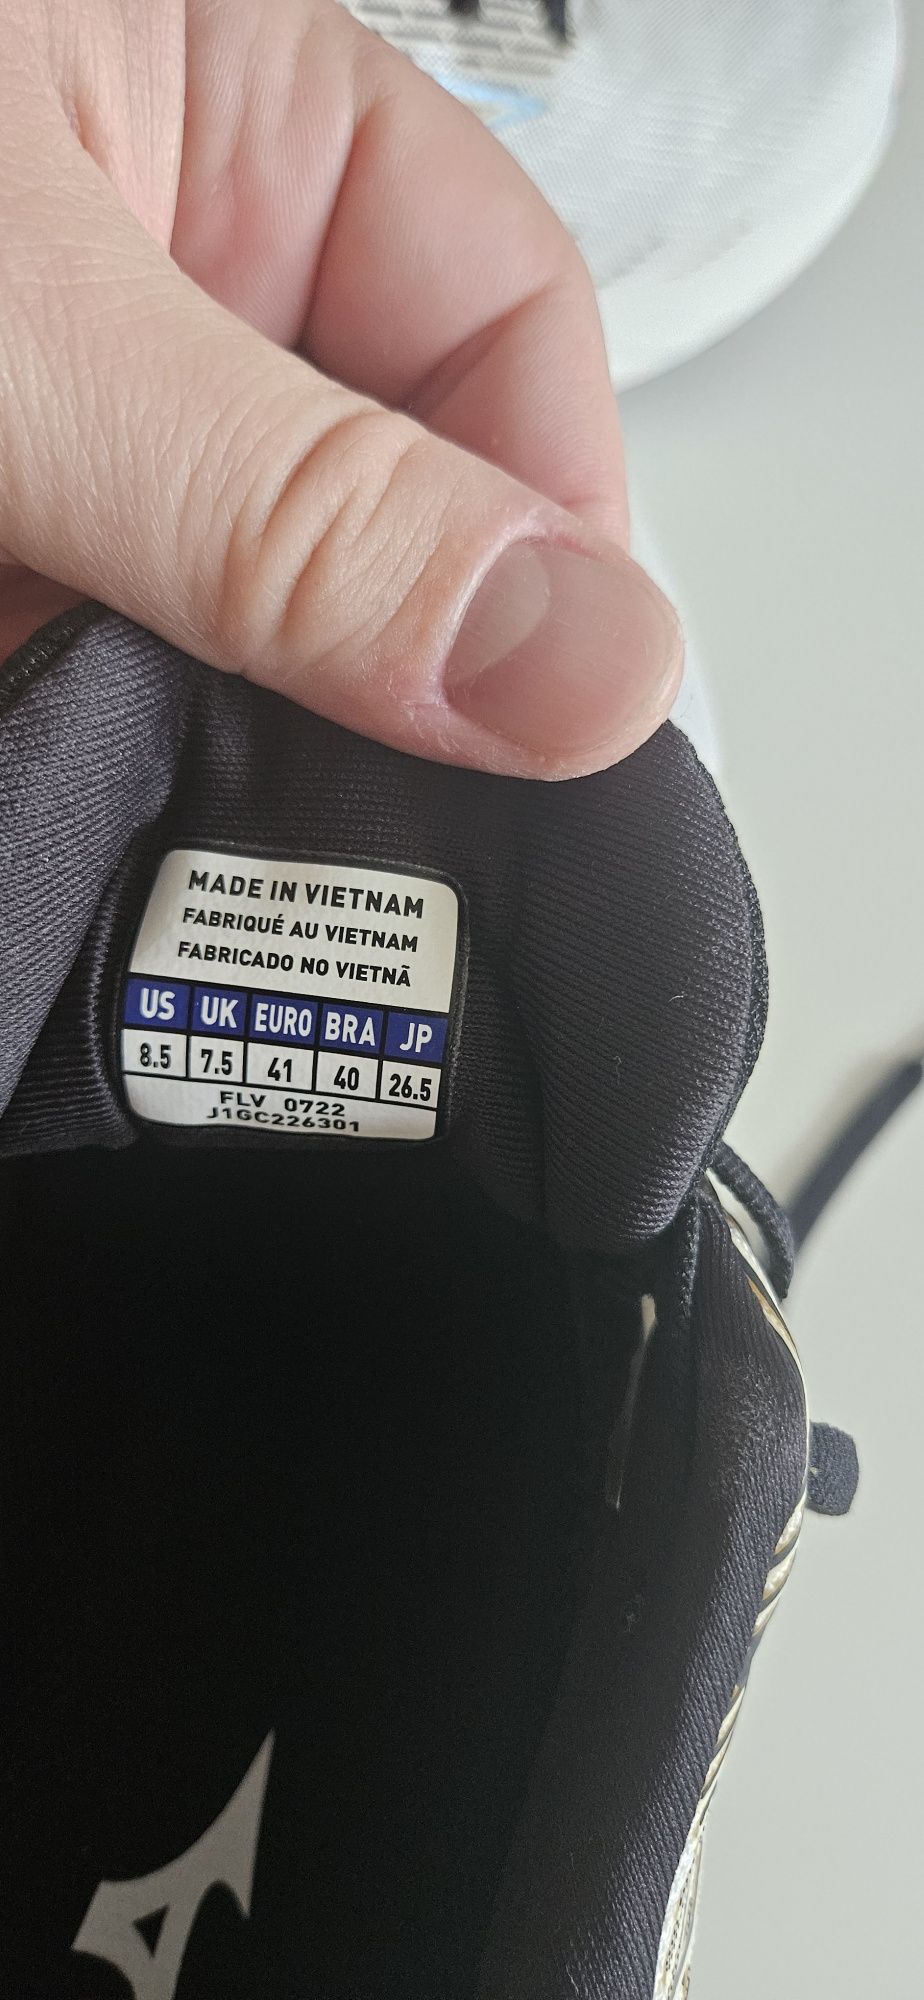 MADE IN VIETNAM
FABRIQUÉ AU VIETNAM
FABRICADO NO VIETNÃ
US UK EURO BRA JP
8.5 7.5 41 40 26.5
FLV 0722
J1GC226301